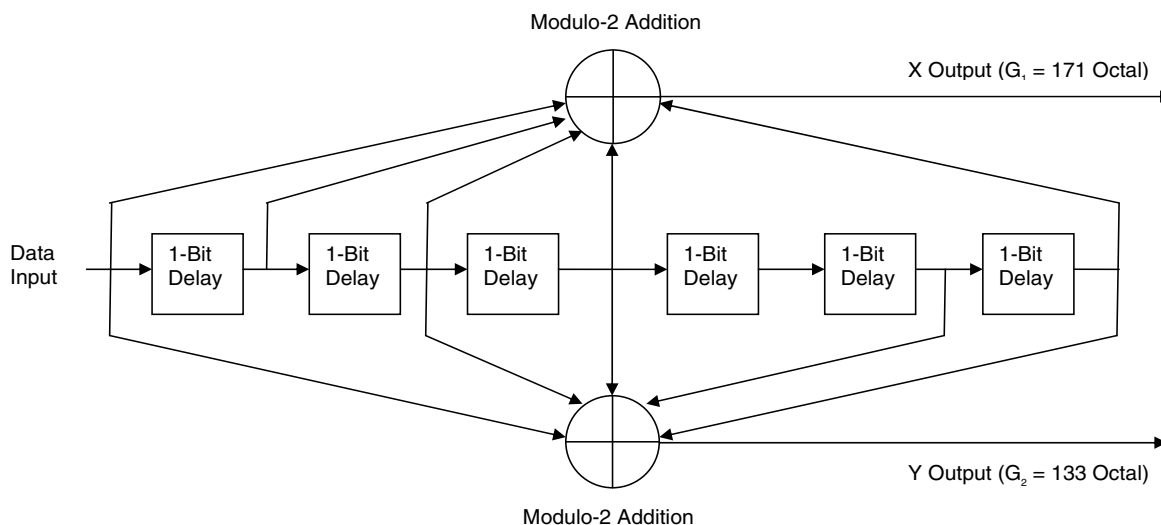 Modulo-2 Addition
X Output (G₁ = 171 Octal)
Data
Input
1-Bit
Delay
1-Bit
Delay
1-Bit
Delay
1-Bit
Delay
1-Bit
Delay
1-Bit
Delay
Y Output (G₂ = 133 Octal)
Modulo-2 Addition